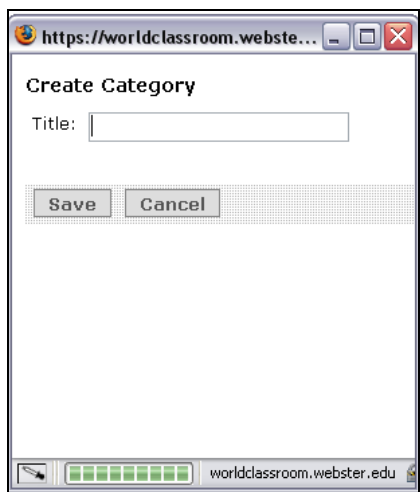 https://worldclassroom.webste...
Create Category
Title:
Save Cancel
worldclassroom.webster.edu